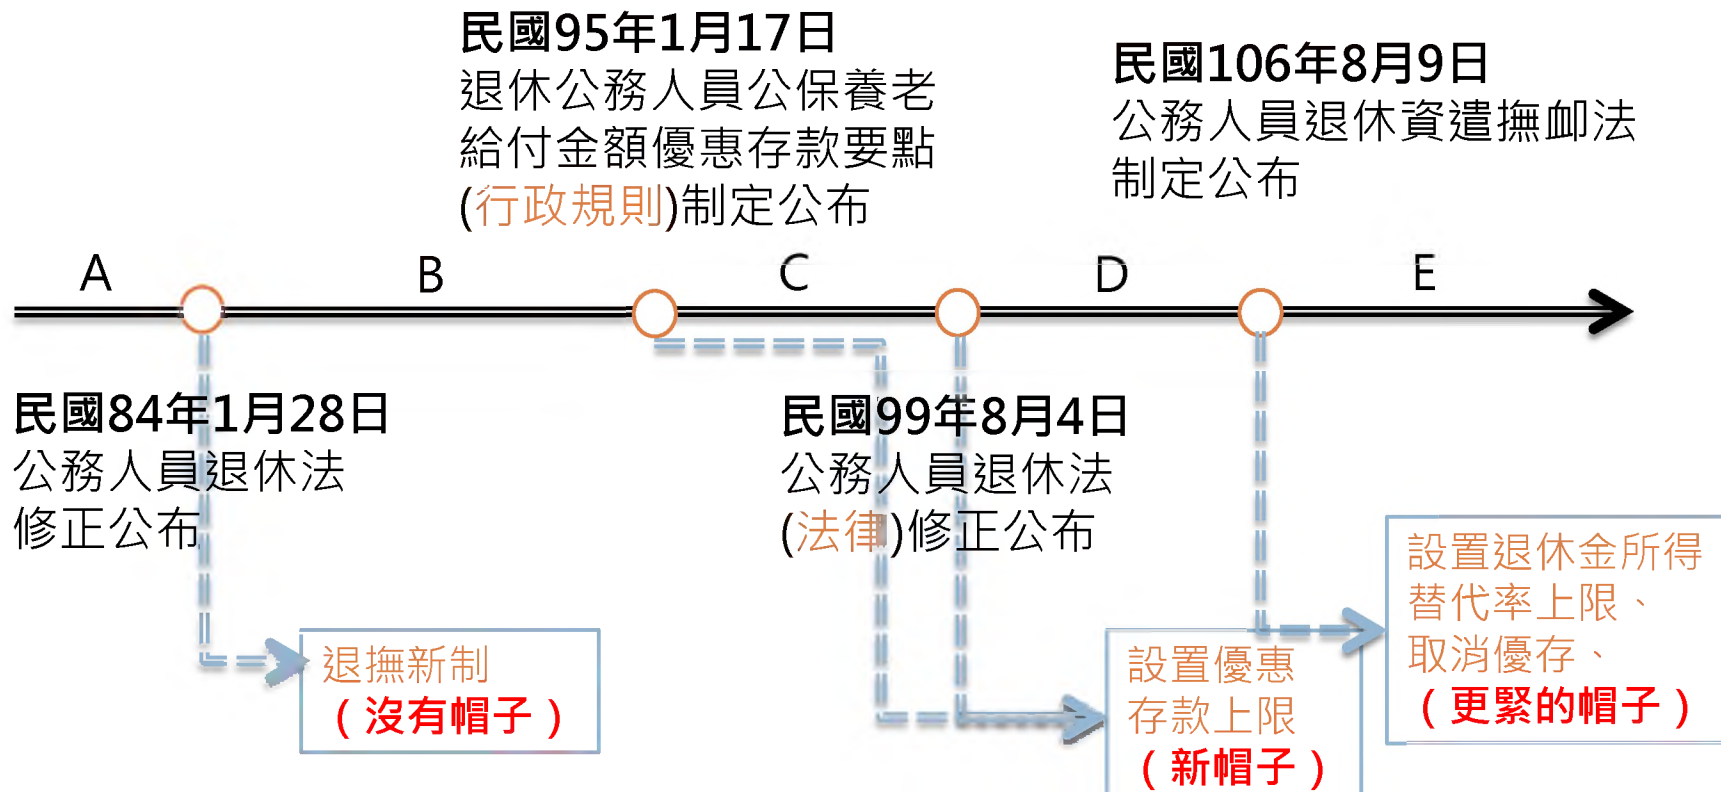 民國95年1月17日
退休公務人員公保養老
給付金額優惠存款要點
(行政規則)制定公布
民國106年8月9日
公務人員退休資遣撫卹法
制定公布
A
B
C
D
E
民國84年1月28日
公務人員退休法
修正公布
民國99年8月4日
公務人員退休法
(法律)修正公布
退撫新制
（沒有帽子）
設置優惠
存款上限
（新帽子）
設置退休金所得
替代率上限、
取消優存、
（更緊的帽子）